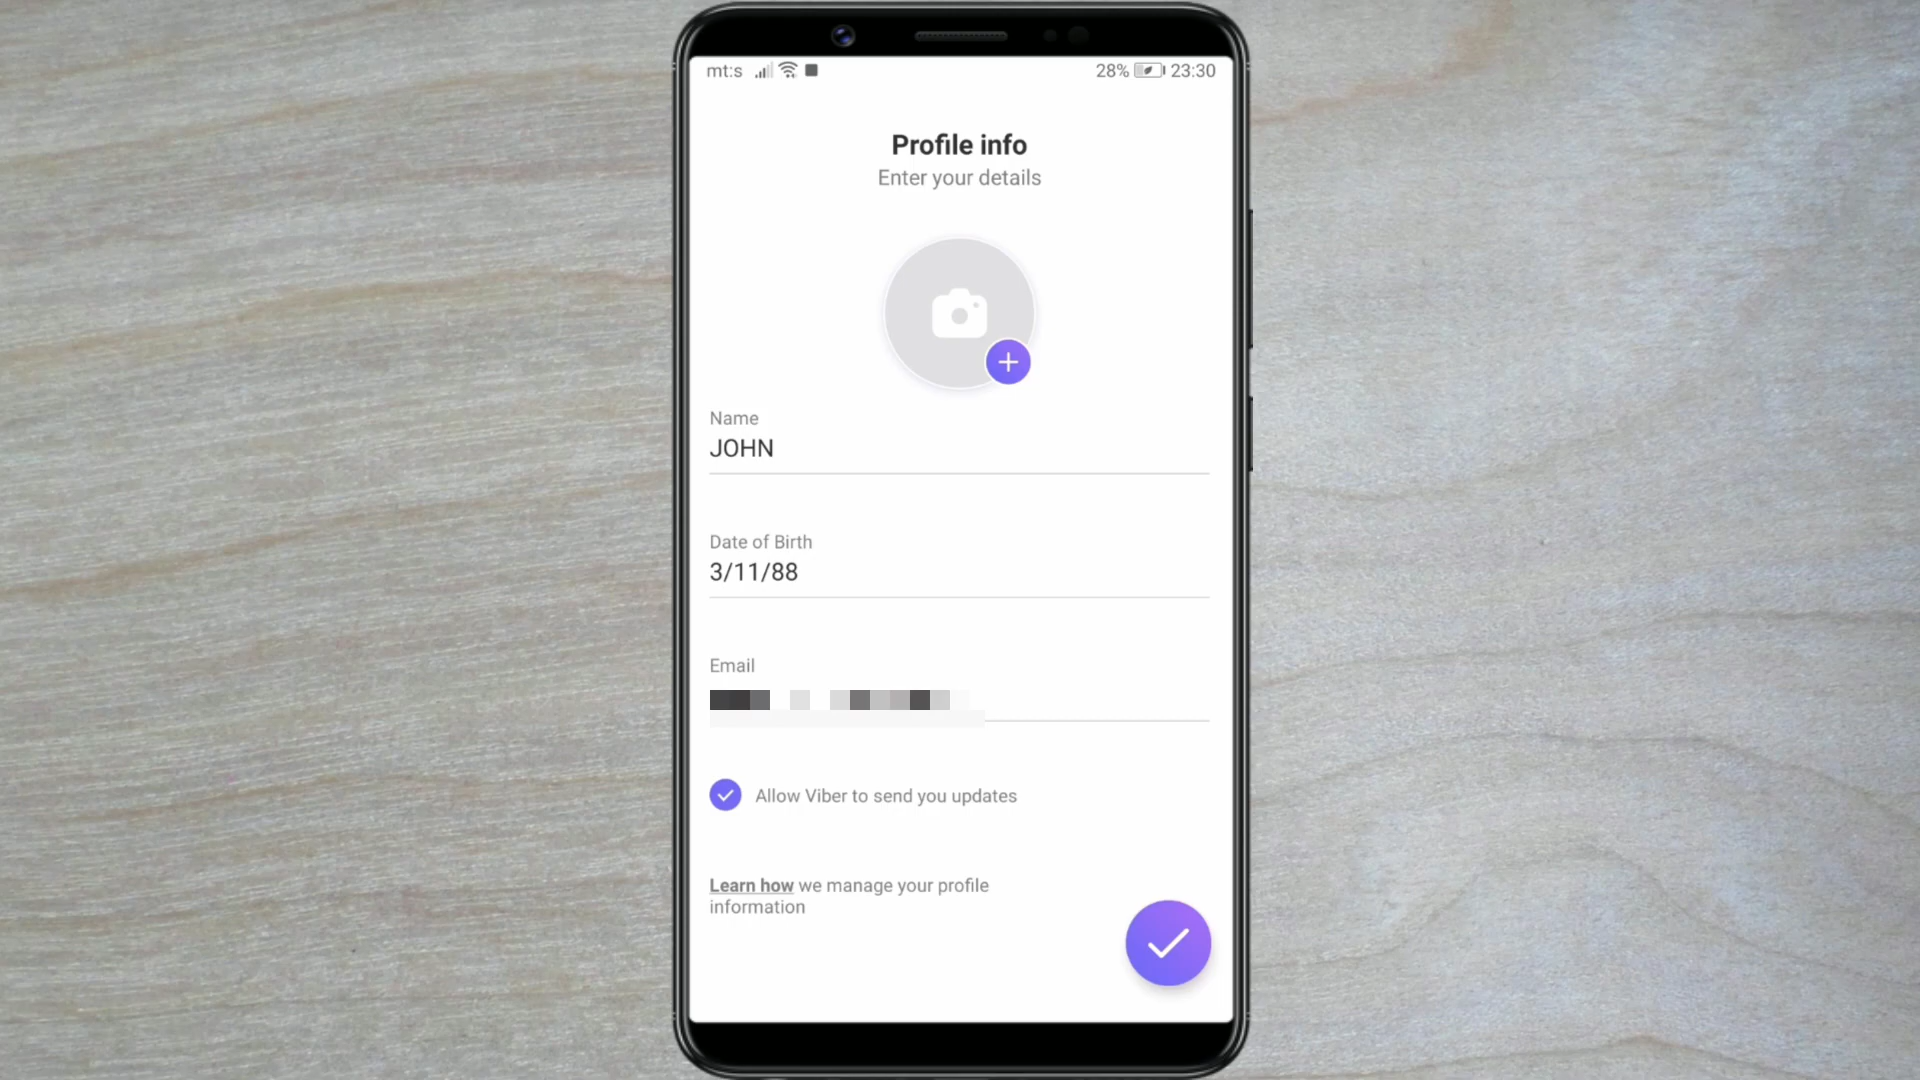 mt:s
28% 23:30
Profile info
Enter your details
Name
JOHN
Date of Birth
3/11/88
Email
Allow Viber to send you updates
Learn how we manage your profile
information